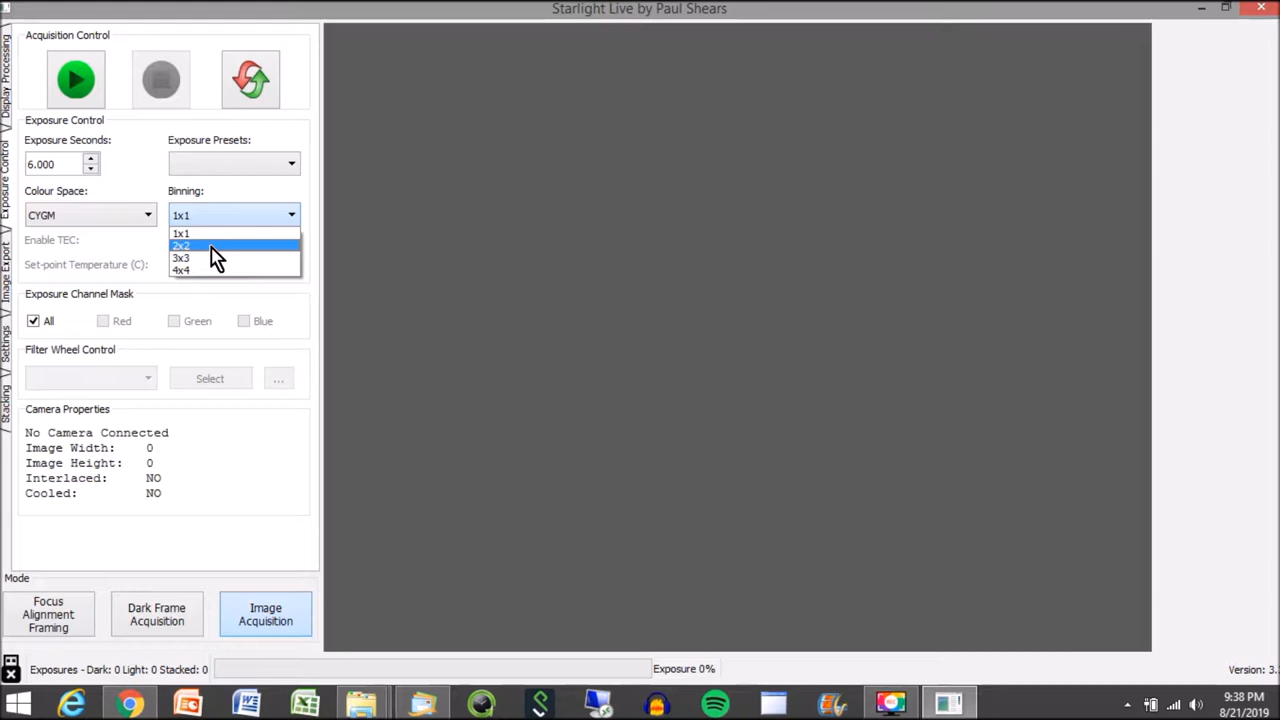 Starlight Live by Paul Shears
Display Processing
Exposure Control
Image Export
Settings
Stacking
Acquisition Control
Exposure Control
Exposure Seconds: Exposure Presets:
6.000
Colour Space: Binning:
CYGM 1x1
1x1
Enable TEC: 2x2
3x3
Set-point Temperature (C): 4x4
Exposure Channel Mask
All Red Green Blue
Filter Wheel Control
Select ...
Camera Properties
No Camera Connected
Image Width: 0
Image Height: 0
Interlaced: NO
Cooled: NO
Mode
Focus
Alignment
Framing
Dark Frame
Acquisition
Image
Acquisition
Exposures - Dark: 0 Light: 0 Stacked: 0 Exposure 0% Version: 3.
9:38 PM
8/21/2019